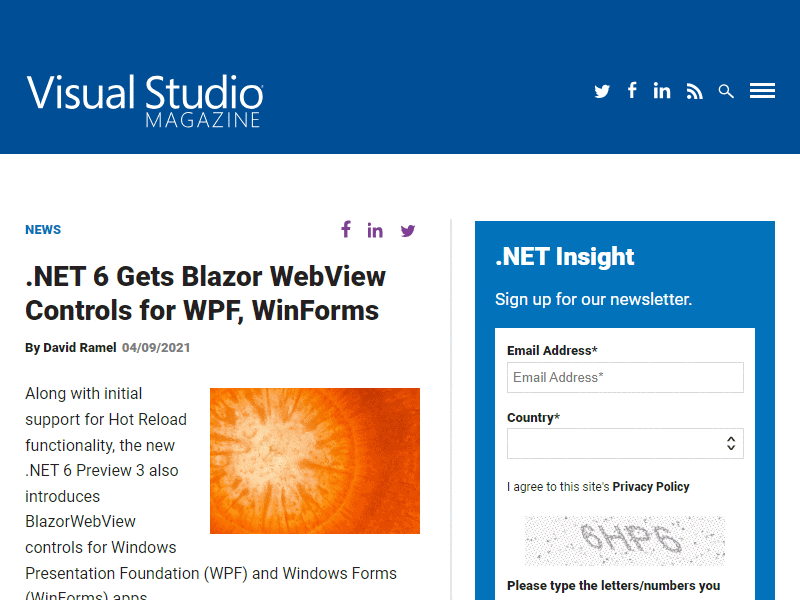 Visual Studio
MAGAZINE
NEWS
.NET 6 Gets Blazor WebView
Controls for WPF, WinForms
By David Ramel 04/09/2021
Along with initial
support for Hot Reload
functionality, the new
.NET 6 Preview 3 also
introduces
BlazorWebView
controls for Windows
Presentation Foundation (WPF) and Windows Forms
(WinForms) apps.
.NET Insight
Sign up for our newsletter.
Email Address*
Email Address*
Country*
I agree to this site's Privacy Policy
6HP6
Please type the letters/numbers you